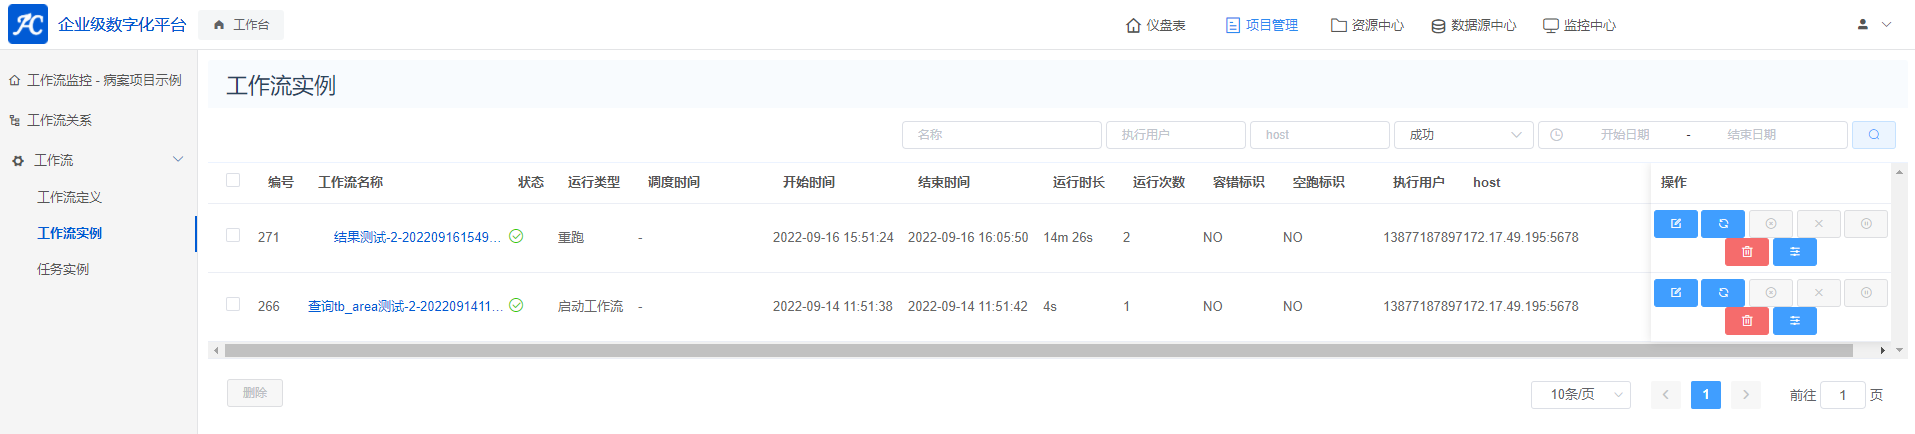 企业级数字化平台 工作台 仪盘表 项目管理 资源中心 数据源中心 监控中心
工作流监控 - 病案项目示例
工作流关系
工作流
工作流定义
工作流实例
任务实例
工作流实例
名称 执行用户 host 成功 开始日期 - 结束日期
编号 工作流名称 状态 运行类型 调度时间 开始时间 结束时间 运行时长 运行次数 容错标识 空跑标识 执行用户 host 操作
271 结果测试-2-202209161549... 重跑 - 2022-09-16 15:51:24 2022-09-16 16:05:50 14m 26s 2 NO NO 13877187897172.17.49.195:5678
266 查询tb_area测试-2-2022091411... 启动工作流 - 2022-09-14 11:51:38 2022-09-14 11:51:42 4s 1 NO NO 13877187897172.17.49.195:5678
删除 10条/页 1 前往 1 页